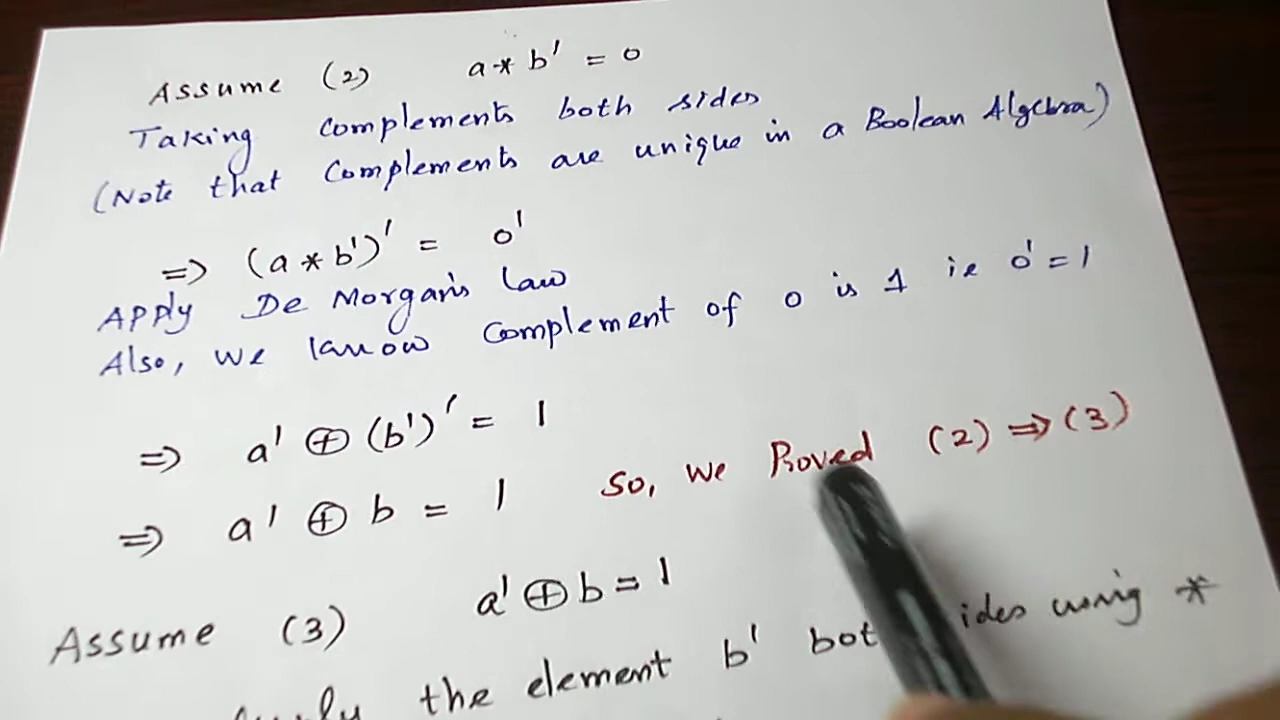 Assume (2) a * b' = 0
Taking complements both sides
(Note that complements are unique in a Boolean Algebra)
=> (a * b')' = 0'
Apply De Morgan's law
Also, we know complement of 0 is 1 ie 0' = 1
=> a' ⊕ (b')' = 1
=> a' ⊕ b = 1 So, we Proved (2) => (3)
Assume (3) a' ⊕ b = 1
the element b' both sides using *